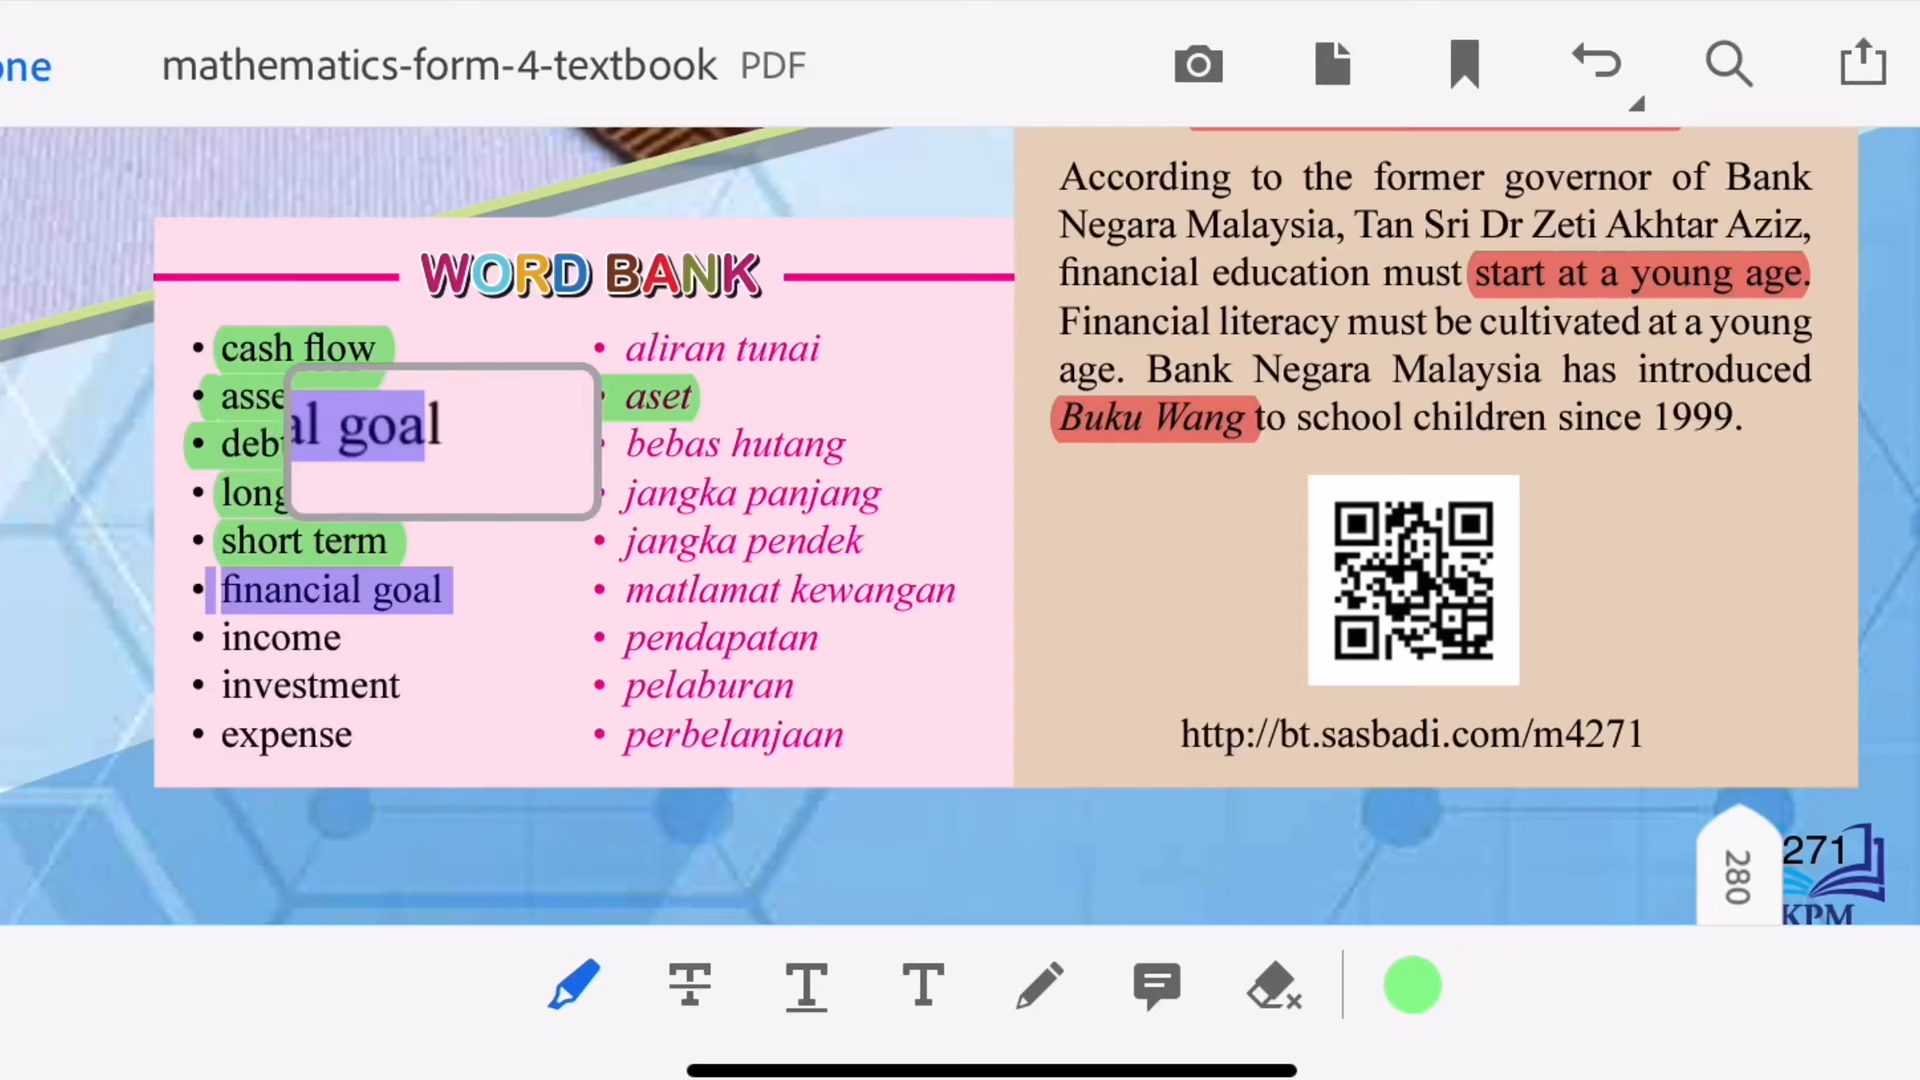 one
mathematics-form-4-textbook PDF
WORD BANK
• cash flow
• asse
• deb
• long
• short term
• financial goal
• income
• investment
• expense
al goal
• aliran tunai
• aset
• bebas hutang
• jangka panjang
• jangka pendek
• matlamat kewangan
• pendapatan
• pelaburan
• perbelanjaan
According to the former governor of Bank
Negara Malaysia, Tan Sri Dr Zeti Akhtar Aziz,
financial education must start at a young age.
Financial literacy must be cultivated at a young
age. Bank Negara Malaysia has introduced
Buku Wang to school children since 1999.
http://bt.sasbadi.com/m4271
280
271
KPM
T
T
T